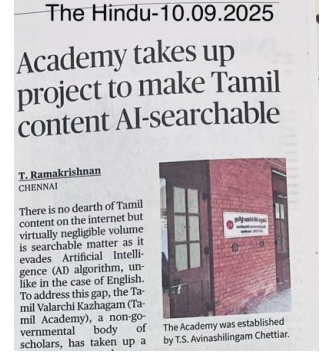 The Hindu-10.09.2025
Academy takes up
project to make Tamil
content AI-searchable
T. Ramakrishnan
CHENNAI
There is no dearth of Tamil
content on the internet but
virtually negligible volume
is searchable matter as it
evades Artificial Intelli-
gence (AI) algorithm, un-
like in the case of English.
To address this gap, the Ta-
mil Valarchi Kazhagam (Ta-
mil Academy), a non-go-
vernmental body of
scholars, has taken up a
The Academy was established
by T.S. Avinashilingam Chettiar.